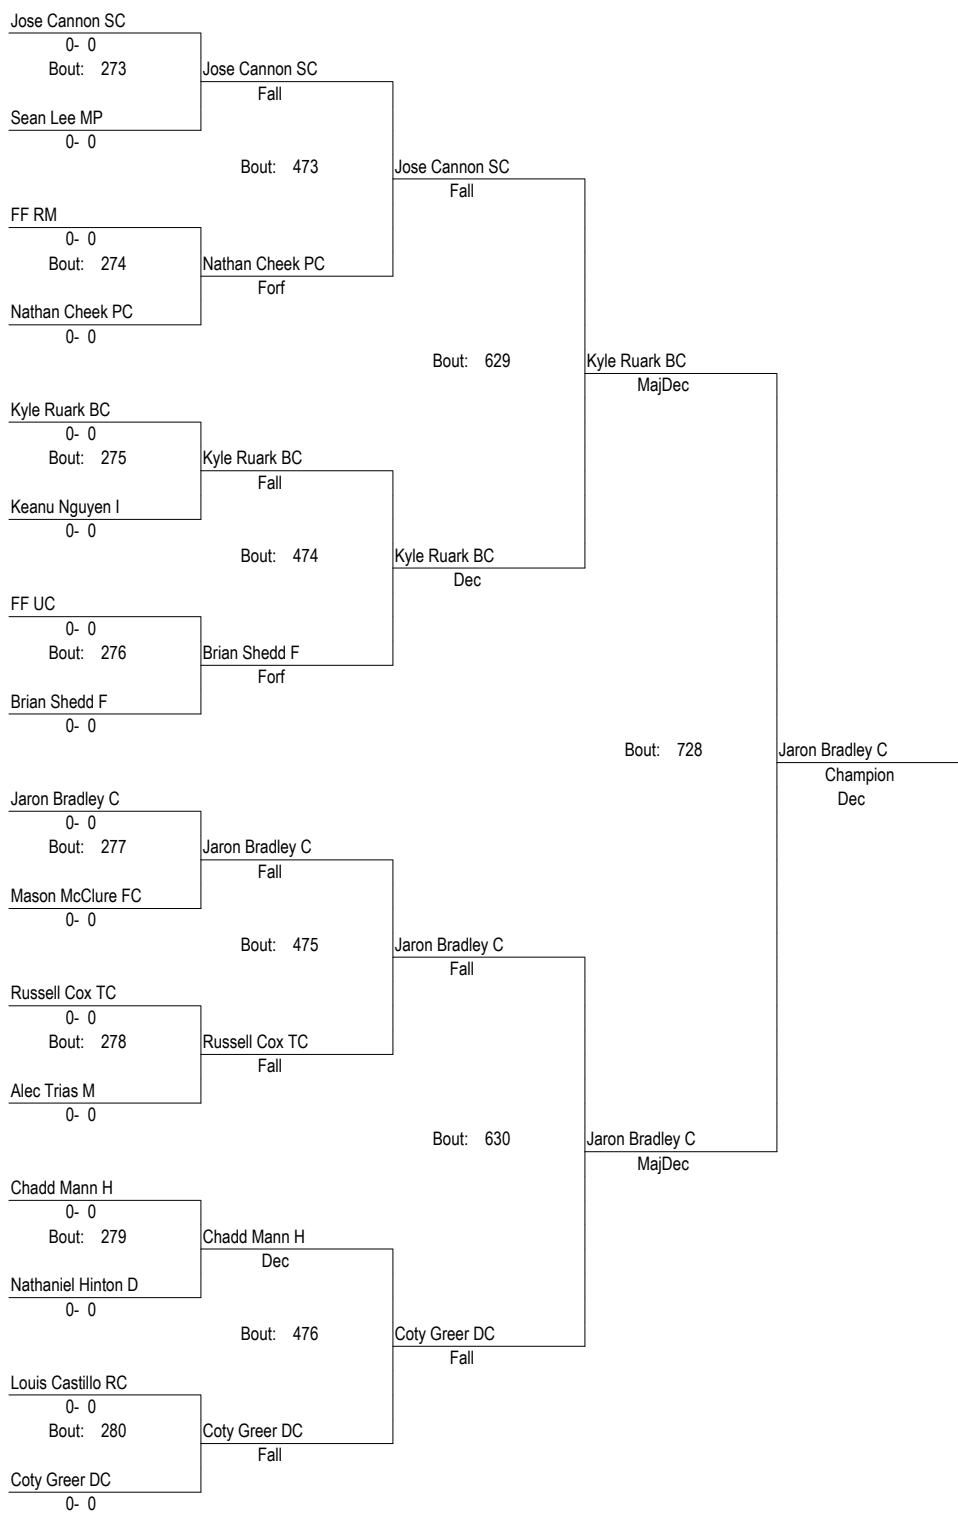 Jose Cannon SC
0- 0
Bout: 273
Jose Cannon SC
Fall
Sean Lee MP
0- 0
Bout: 473
Jose Cannon SC
Fall
FF RM
0- 0
Bout: 274
Nathan Cheek PC
Forf
Nathan Cheek PC
0- 0
Bout: 629
Kyle Ruark BC
MajDec
Kyle Ruark BC
0- 0
Bout: 275
Kyle Ruark BC
Fall
Keanu Nguyen I
0- 0
Bout: 474
Kyle Ruark BC
Dec
FF UC
0- 0
Bout: 276
Brian Shedd F
Forf
Brian Shedd F
0- 0
Bout: 728
Jaron Bradley C
Champion
Dec
Jaron Bradley C
0- 0
Bout: 277
Jaron Bradley C
Fall
Mason McClure FC
0- 0
Bout: 475
Jaron Bradley C
Fall
Russell Cox TC
0- 0
Bout: 278
Russell Cox TC
Fall
Alec Trias M
0- 0
Bout: 630
Jaron Bradley C
MajDec
Chadd Mann H
0- 0
Bout: 279
Chadd Mann H
Dec
Nathaniel Hinton D
0- 0
Bout: 476
Coty Greer DC
Fall
Louis Castillo RC
0- 0
Bout: 280
Coty Greer DC
Fall
Coty Greer DC
0- 0